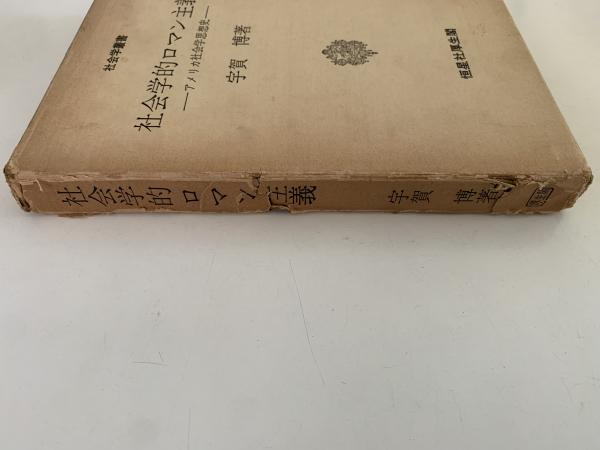 社会学叢書
社会学的ロマン主義
──アメリカ社会学思想史──
宇賀 博著
恒星社厚生閣
社会学的ロマン主義 宇賀 博著